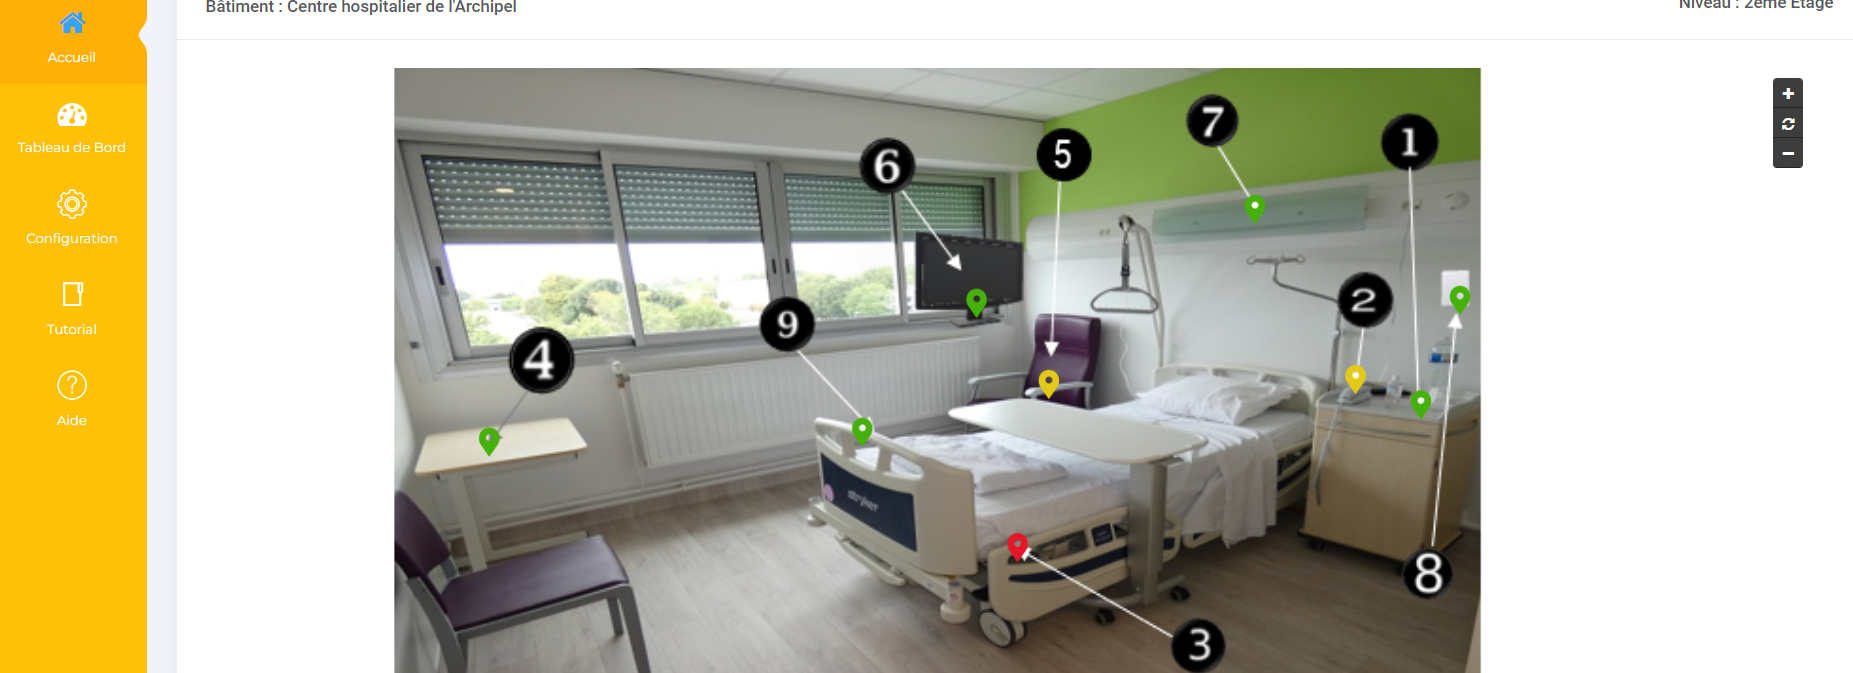 Bâtiment : Centre hospitalier de l'Archipel
Niveau : 2ème Etage
Accueil
Tableau de Bord
Configuration
Tutorial
Aide
7
1
5
6
2
9
4
stryker
8
3